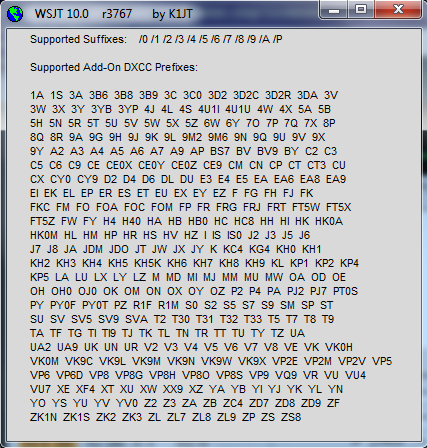 WSJT 10.0 r3767 by K1JT
Supported Suffixes: /0 /1 /2 /3 /4 /5 /6 /7 /8 /9 /A /P
Supported Add-On DXCC Prefixes:
1A 1S 3A 3B6 3B8 3B9 3C 3C0 3D2 3D2C 3D2R 3DA 3V
3W 3X 3Y 3YB 3YP 4J 4L 4S 4U1I 4U1U 4W 4X 5A 5B
5H 5N 5R 5T 5U 5V 5W 5X 5Z 6W 6Y 7O 7P 7Q 7X 8P
8Q 8R 9A 9G 9H 9J 9K 9L 9M2 9M6 9N 9Q 9U 9V 9X
9Y A2 A3 A4 A5 A6 A7 A9 AP BS7 BV BV9 BY C2 C3
C5 C6 C9 CE CE0X CE0Y CE0Z CE9 CM CN CP CT CT3 CU
CX CY0 CY9 D2 D4 D6 DL DU E3 E4 E5 EA EA6 EA8 EA9
EI EK EL EP ER ES ET EU EX EY EZ F FG FH FJ FK
FKC FM FO FOA FOC FOM FP FR FRG FRJ FRT FT5W FT5X
FT5Z FW FY H4 H40 HA HB HB0 HC HC8 HH HI HK HK0A
HK0M HL HM HP HR HS HV HZ I IS IS0 J2 J3 J5 J6
J7 J8 JA JDM JDO JT JW JX JY K KC4 KG4 KH0 KH1
KH2 KH3 KH4 KH5 KH5K KH6 KH7 KH8 KH9 KL KP1 KP2 KP4
KP5 LA LU LX LY LZ M MD MI MJ MM MU MW OA OD OE
OH OH0 OJ0 OK OM ON OX OY OZ P2 P4 PA PJ2 PJ7 PT0S
PY PY0F PY0T PZ R1F R1M S0 S2 S5 S7 S9 SM SP ST
SU SV SV5 SV9 SVA T2 T30 T31 T32 T33 T5 T7 T8 T9
TA TF TG TI TI9 TJ TK TL TN TR TT TU TY TZ UA
UA2 UA9 UK UN UR V2 V3 V4 V5 V6 V7 V8 VE VK VK0H
VK0M VK9C VK9L VK9M VK9N VK9W VK9X VP2E VP2M VP2V VP5
VP6 VP6D VP8 VP8G VP8H VP8O VP8S VP9 VQ9 VR VU VU4
VU7 XE XF4 XT XU XW XX9 XZ YA YB YI YJ YK YL YN
YO YS YU YV YV0 Z2 Z3 ZA ZB ZC4 ZD7 ZD8 ZD9 ZF
ZK1N ZK1S ZK2 ZK3 ZL ZL7 ZL8 ZL9 ZP ZS ZS8